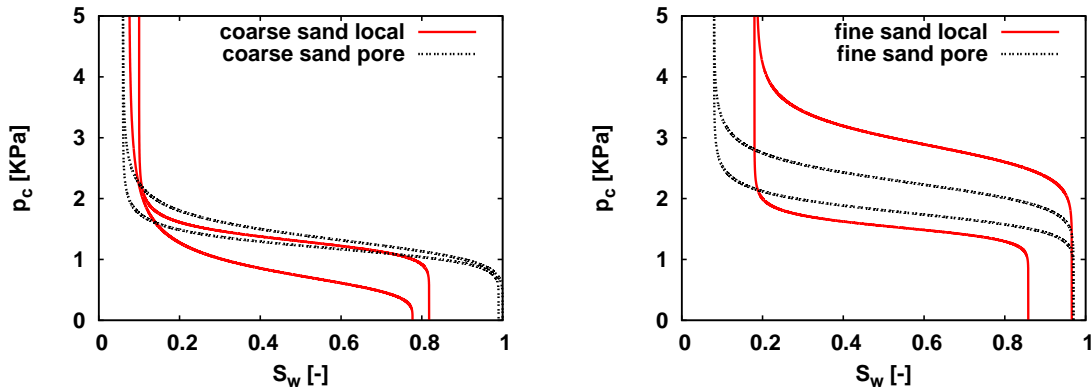 5
4
3
2
1
0
0 0.2 0.4 0.6 0.8 1
p_c [KPa]
S_w [-]
coarse sand local
coarse sand pore
5
4
3
2
1
0
0 0.2 0.4 0.6 0.8 1
p_c [KPa]
S_w [-]
fine sand local
fine sand pore